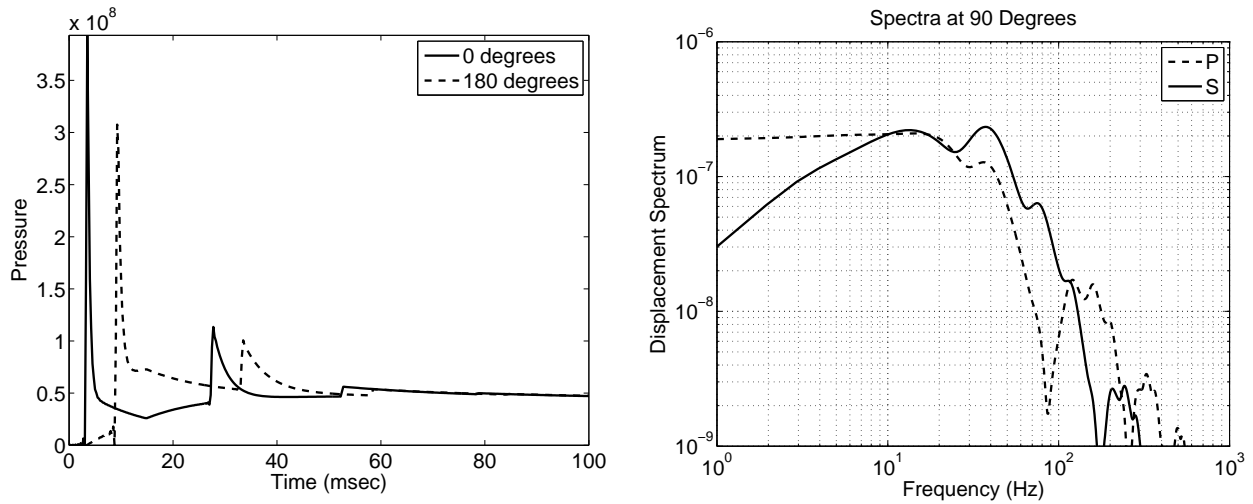 x 10^8
3.5
3
2.5
2
1.5
1
0.5
0
0 20 40 60 80 100
Time (msec)
Pressure
0 degrees
180 degrees
Spectra at 90 Degrees
10^-6
10^-7
10^-8
10^-9
10^0 10^1 10^2 10^3
Frequency (Hz)
Displacement Spectrum
P
S